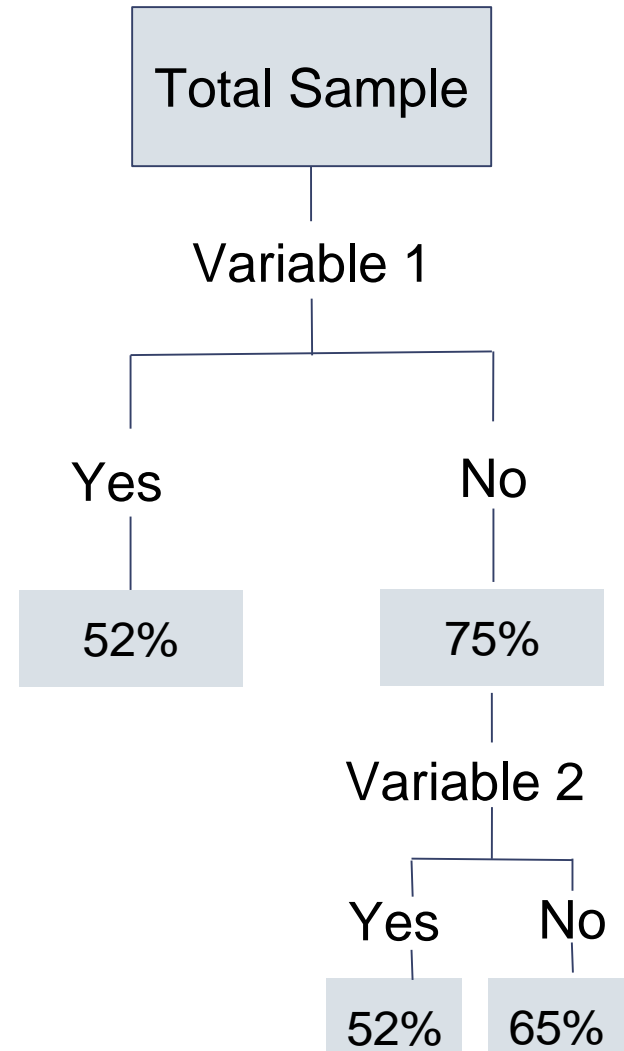 Total Sample
Variable 1
Yes
No
52%
75%
Variable 2
Yes
No
52%
65%